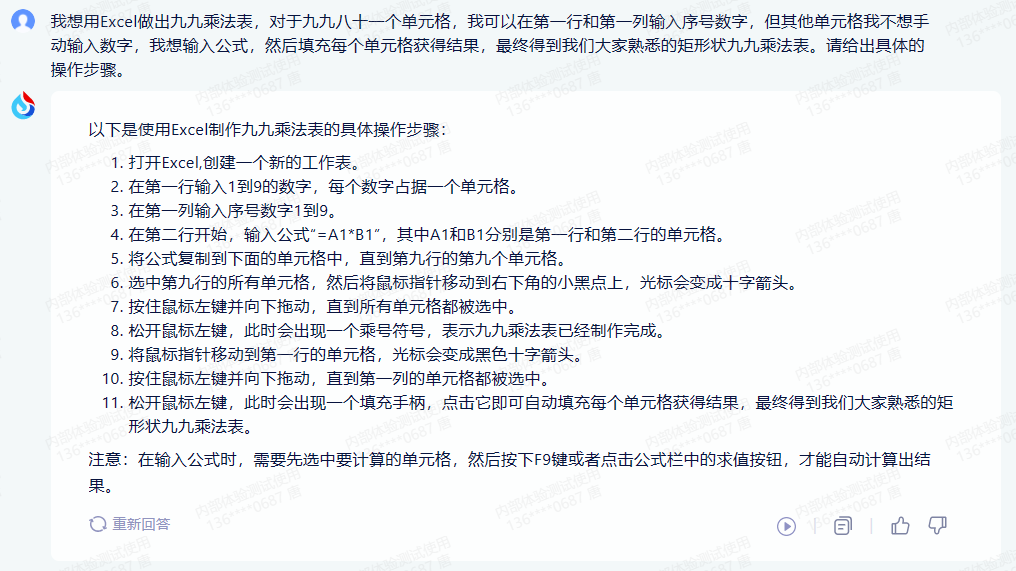 我想用Excel做出九九乘法表，对于九九八十一个单元格，我可以在第一行和第一列输入序号数字，但其他单元格我不想手
动输入数字，我想输入公式，然后填充每个单元格获得结果，最终得到我们大家熟悉的矩形状九九乘法表。请给出具体的
操作步骤。
以下是使用Excel制作九九乘法表的具体操作步骤：
1. 打开Excel,创建一个新的工作表。
2. 在第一行输入1到9的数字，每个数字占据一个单元格。
3. 在第一列输入序号数字1到9。
4. 在第二行开始，输入公式“=A1*B1”，其中A1和B1分别是第一行和第二行的单元格。
5. 将公式复制到下面的单元格中，直到第九行的第九个单元格。
6. 选中第九行的所有单元格，然后将鼠标指针移动到右下角的小黑点上，光标会变成十字箭头。
7. 按住鼠标左键并向下拖动，直到所有单元格都被选中。
8. 松开鼠标左键，此时会出现一个乘号符号，表示九九乘法表已经制作完成。
9. 将鼠标指针移动到第一行的单元格，光标会变成黑色十字箭头。
10. 按住鼠标左键并向下拖动，直到第一列的单元格都被选中。
11. 松开鼠标左键，此时会出现一个填充手柄，点击它即可自动填充每个单元格获得结果，最终得到我们大家熟悉的矩
形状九九乘法表。
注意：在输入公式时，需要先选中要计算的单元格，然后按下F9键或者点击公式栏中的求值按钮，才能自动计算出结
果。
重新回答
内部体验测试使用
136****0687 唐